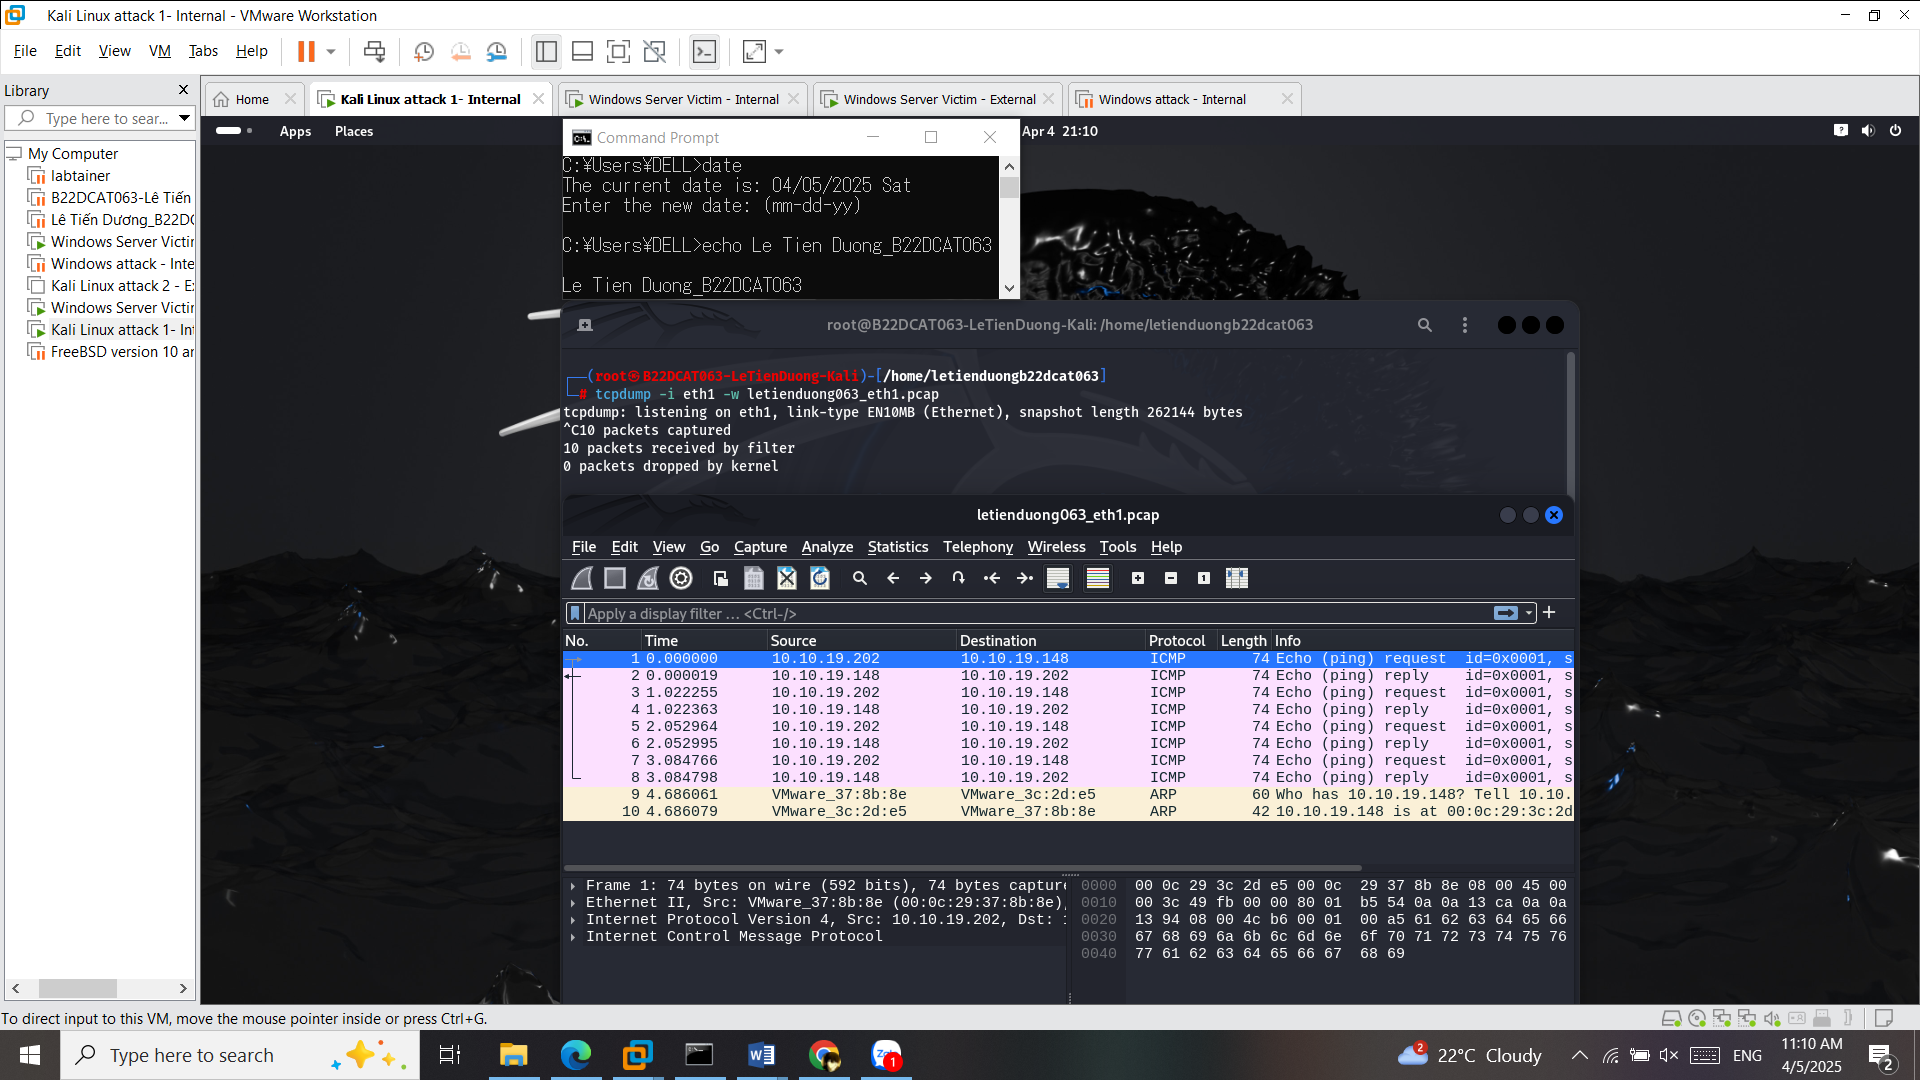 Kali Linux attack 1- Internal - VMware Workstation
File Edit View VM Tabs Help
Library
Type here to sear...
My Computer
labtainer
B22DCAT063-Lê Tiến
Lê Tiến Dương_B22DC
Windows Server Victir
Windows attack - Inte
Kali Linux attack 2 - E
Windows Server Victir
Kali Linux attack 1- Int
FreeBSD version 10 ar
Home
Kali Linux attack 1- Internal
Windows Server Victim - Internal
Windows Server Victim - External
Windows attack - Internal
Apps Places
Apr 4 21:10
Command Prompt
C:¥Users¥DELL>date
The current date is: 04/05/2025 Sat
Enter the new date: (mm-dd-yy)
C:¥Users¥DELL>echo Le Tien Duong_B22DCAT063
Le Tien Duong_B22DCAT063
root@B22DCAT063-LeTienDuong-Kali: /home/letienduongb22dcat063
(root㉿B22DCAT063-LeTienDuong-Kali)-[/home/letienduongb22dcat063]
# tcpdump -i eth1 -w letienduong063_eth1.pcap
tcpdump: listening on eth1, link-type EN10MB (Ethernet), snapshot length 262144 bytes
^C10 packets captured
10 packets received by filter
0 packets dropped by kernel
letienduong063_eth1.pcap
File Edit View Go Capture Analyze Statistics Telephony Wireless Tools Help
Apply a display filter ... <Ctrl-/>
No. Time Source Destination Protocol Length Info
1 0.000000 10.10.19.202 10.10.19.148 ICMP 74 Echo (ping) request id=0x0001, s
2 0.000019 10.10.19.148 10.10.19.202 ICMP 74 Echo (ping) reply id=0x0001, s
3 1.022255 10.10.19.202 10.10.19.148 ICMP 74 Echo (ping) request id=0x0001, s
4 1.022363 10.10.19.148 10.10.19.202 ICMP 74 Echo (ping) reply id=0x0001, s
5 2.052964 10.10.19.202 10.10.19.148 ICMP 74 Echo (ping) request id=0x0001, s
6 2.052995 10.10.19.148 10.10.19.202 ICMP 74 Echo (ping) reply id=0x0001, s
7 3.084766 10.10.19.202 10.10.19.148 ICMP 74 Echo (ping) request id=0x0001, s
8 3.084798 10.10.19.148 10.10.19.202 ICMP 74 Echo (ping) reply id=0x0001, s
9 4.686061 VMware_37:8b:8e VMware_3c:2d:e5 ARP 60 Who has 10.10.19.148? Tell 10.10.
10 4.686079 VMware_3c:2d:e5 VMware_37:8b:8e ARP 42 10.10.19.148 is at 00:0c:29:3c:2d
Frame 1: 74 bytes on wire (592 bits), 74 bytes capture
Ethernet II, Src: VMware_37:8b:8e (00:0c:29:37:8b:8e),
Internet Protocol Version 4, Src: 10.10.19.202, Dst: 1
Internet Control Message Protocol
0000 00 0c 29 3c 2d e5 00 0c 29 37 8b 8e 08 00 45 00
0010 00 3c 49 fb 00 00 80 01 b5 54 0a 0a 13 ca 0a 0a
0020 13 94 08 00 4c b6 00 01 00 a5 61 62 63 64 65 66
0030 67 68 69 6a 6b 6c 6d 6e 6f 70 71 72 73 74 75 76
0040 77 61 62 63 64 65 66 67 68 69
To direct input to this VM, move the mouse pointer inside or press Ctrl+G.
Type here to search
1
2
22°C Cloudy
ENG
11:10 AM
4/5/2025
2